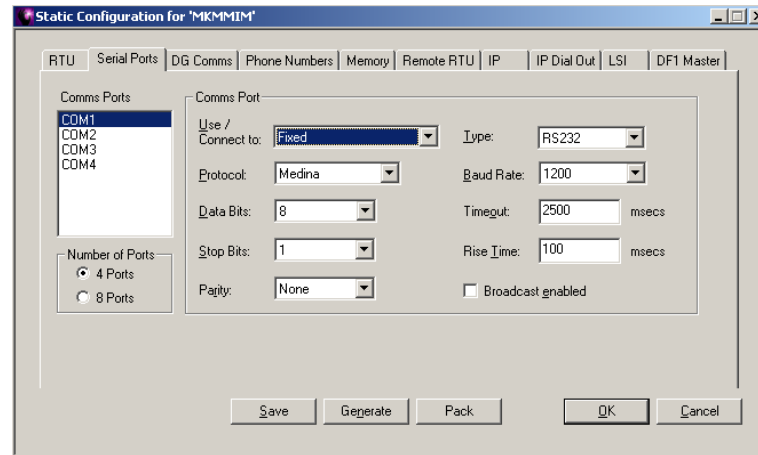 Static Configuration for 'MKMMIM'
RTU Serial Ports DG Comms Phone Numbers Memory Remote RTU IP IP Dial Out LSI DF1 Master
Comms Ports
COM1
COM2
COM3
COM4
Number of Ports
4 Ports
8 Ports
Comms Port
Use /
Connect to: Fixed
Type: RS232
Protocol: Medina
Baud Rate: 1200
Data Bits: 8
Timeout: 2500 msecs
Stop Bits: 1
Rise Time: 100 msecs
Parity: None
Broadcast enabled
Save Generate Pack OK Cancel